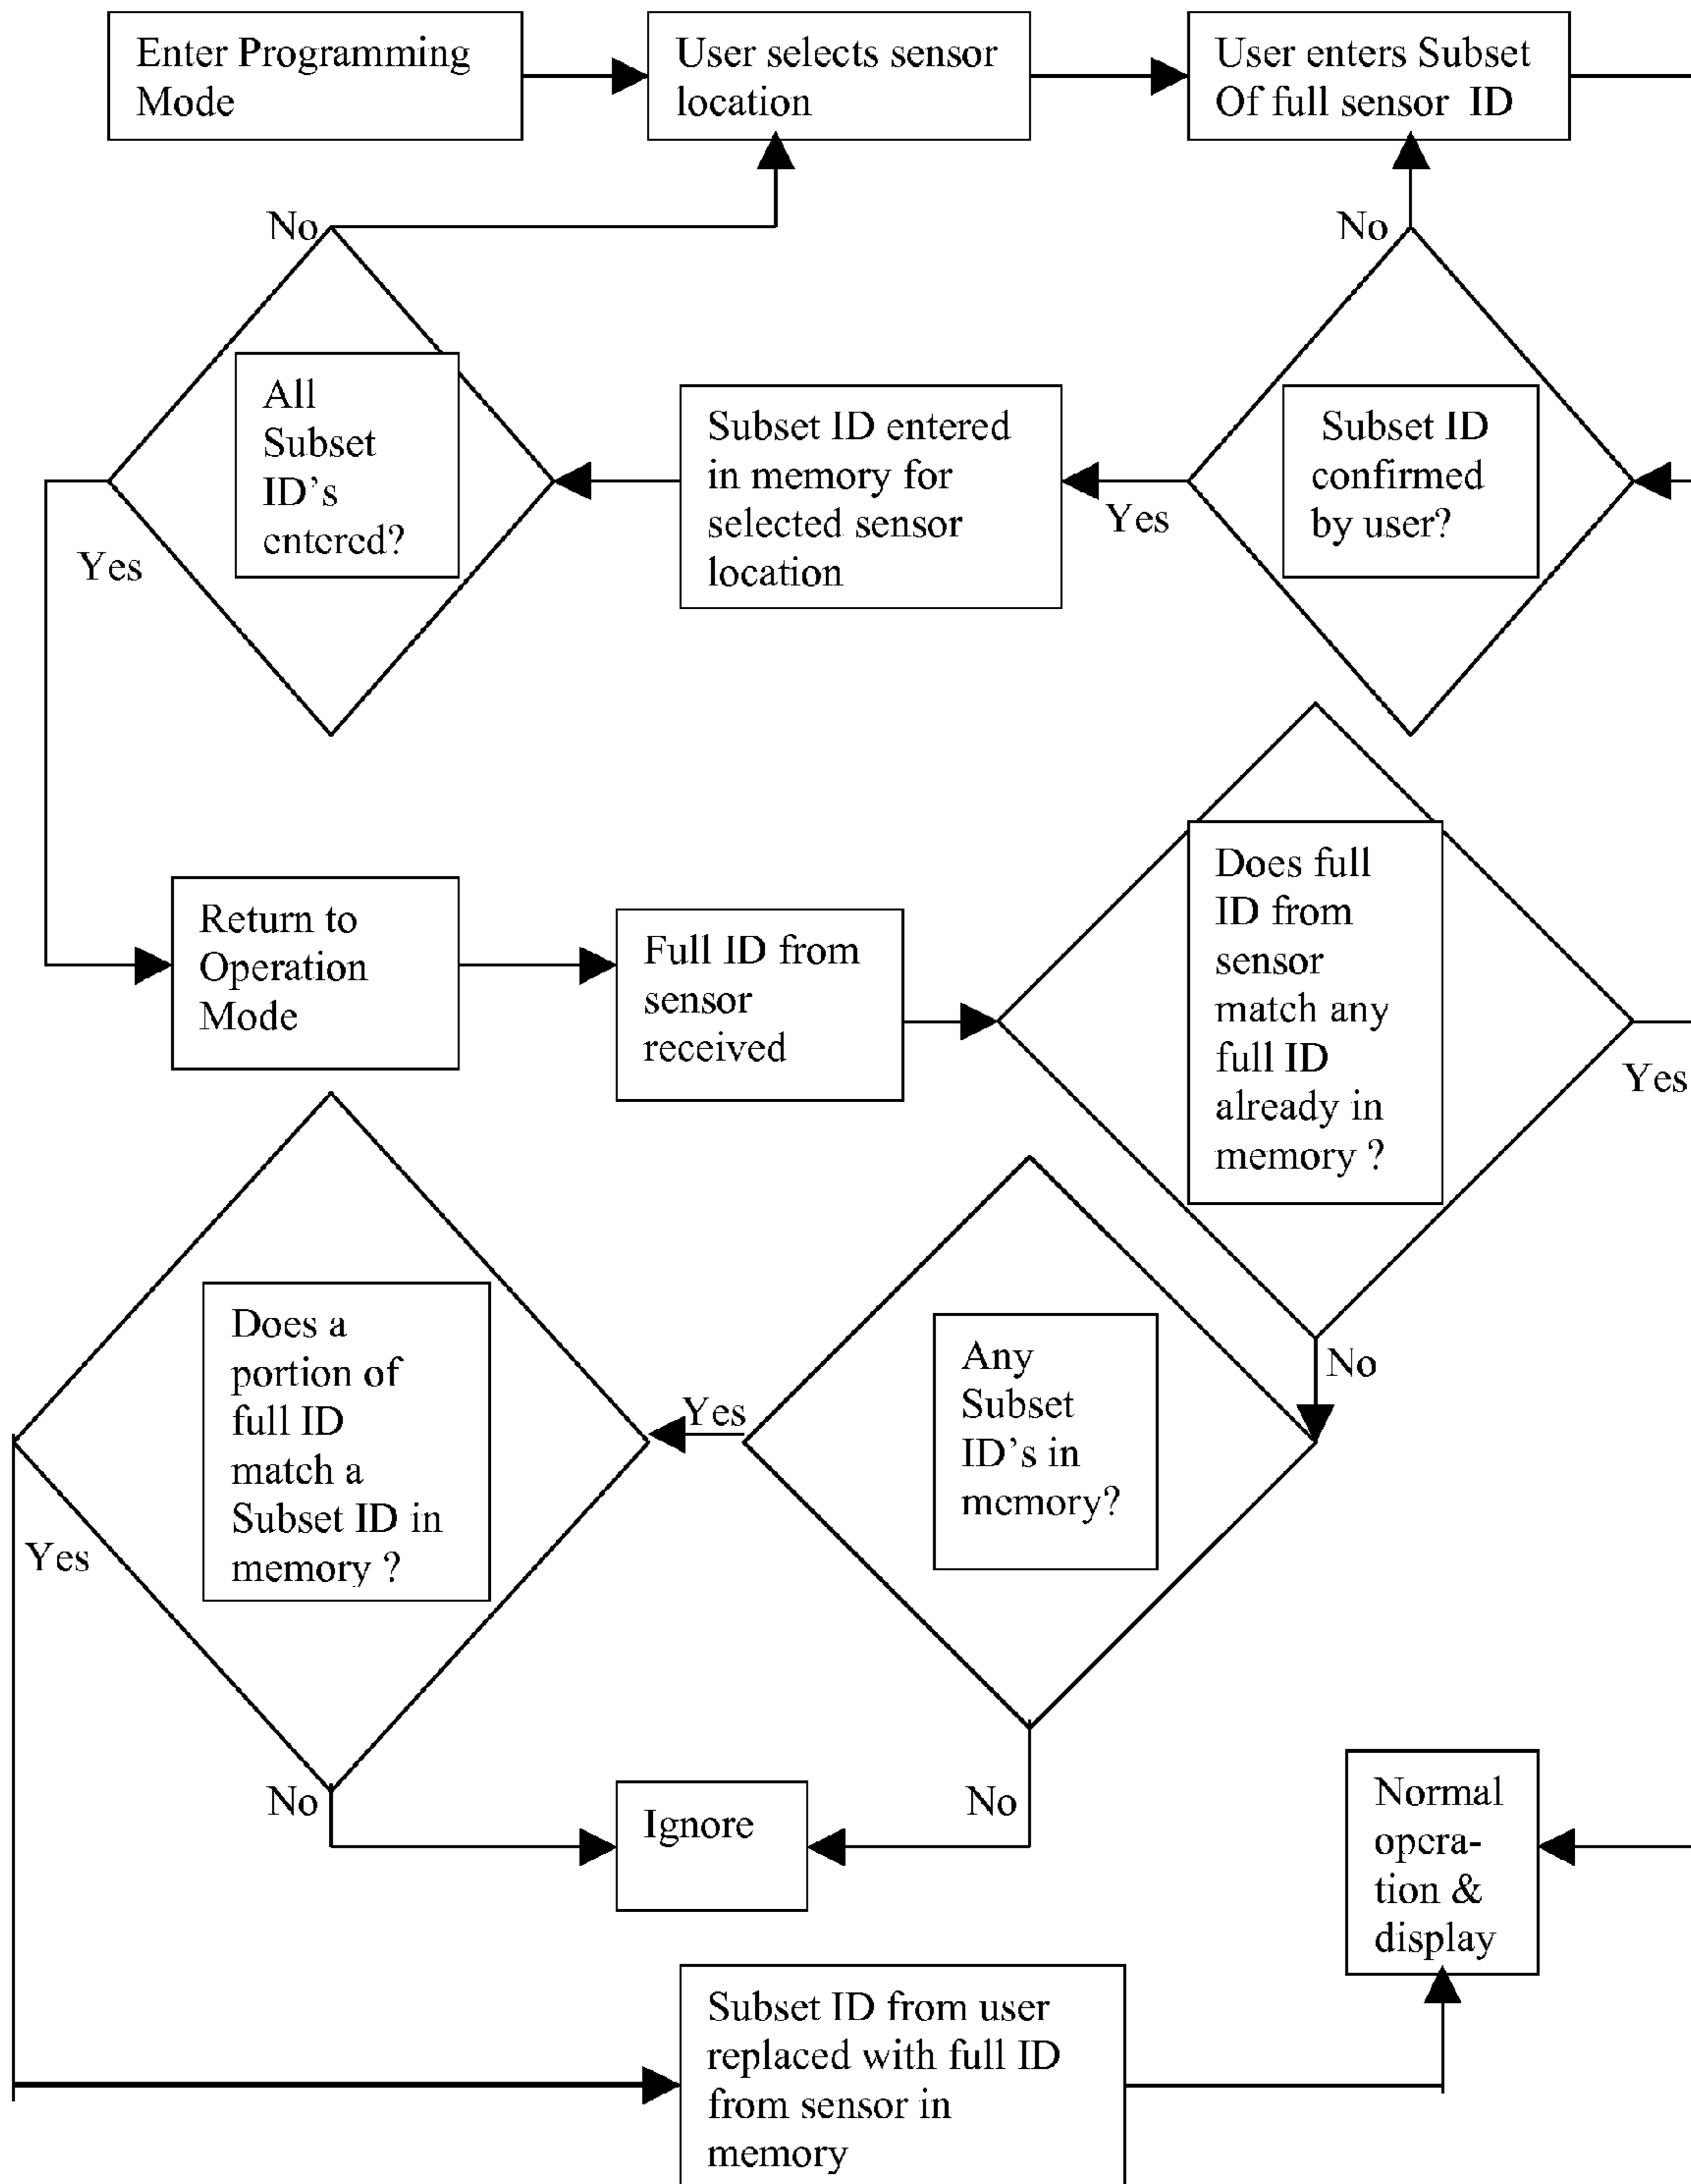 Enter Programming
Mode
User selects sensor
location
User enters Subset
Of full sensor ID
No
No
All
Subset
ID's
entered?
Subset ID entered
in memory for
selected sensor
location
Subset ID
confirmed
by user?
Yes
Yes
Return to
Operation
Mode
Full ID from
sensor
received
Does full
ID from
sensor
match any
full ID
already in
memory ?
Yes
No
Any
Subset
ID's in
memory?
Yes
Does a
portion of
full ID
match a
Subset ID in
memory ?
Yes
No
Ignore
No
Normal
opera-
tion &
display
Subset ID from user
replaced with full ID
from sensor in
memory